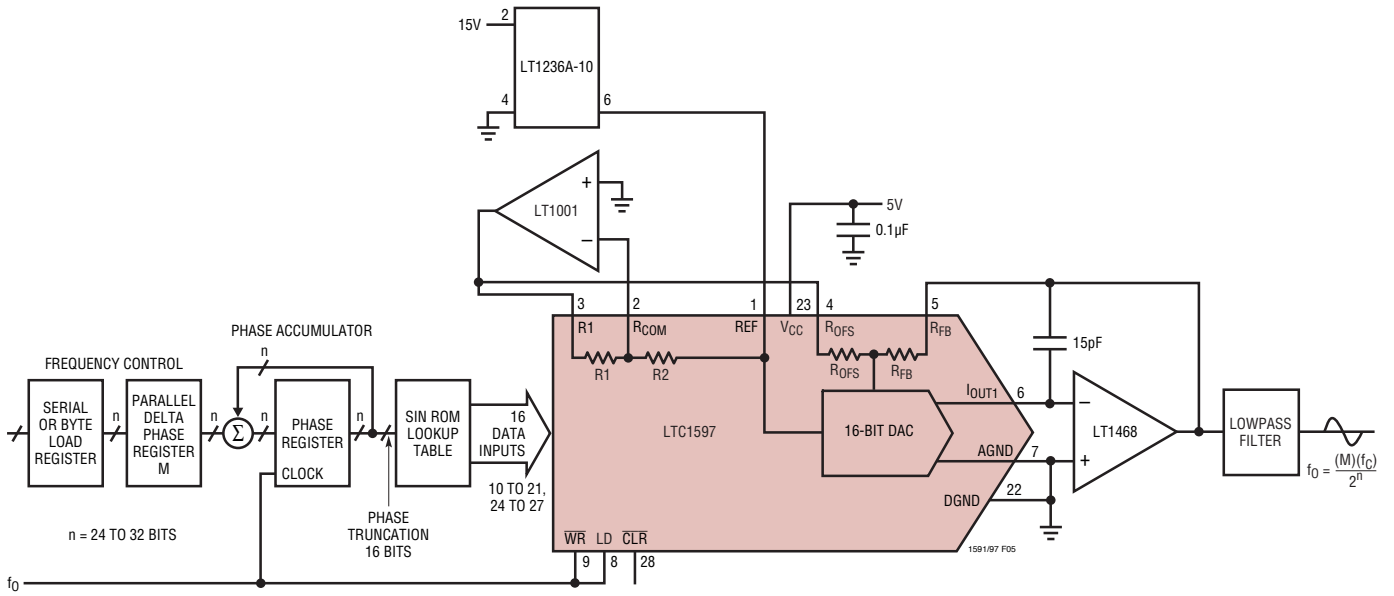 2
15V
LT1236A-10
4
6
+
LT1001
–
5V
0.1µF
3
2
1
23
4
5
R1
RCOM
REF
VCC
ROFS
RFB
R1
R2
ROFS
RFB
15pF
PHASE ACCUMULATOR
n
FREQUENCY CONTROL
SERIAL
OR BYTE
LOAD
REGISTER
n
PARALLEL
DELTA
PHASE
REGISTER
M
n
Σ
n
PHASE
REGISTER
CLOCK
n
SIN ROM
LOOKUP
TABLE
16
DATA
INPUTS
10 TO 21,
24 TO 27
LTC1597
16-BIT DAC
IOUT1
6
AGND
7
DGND
22
–
LT1468
+
LOWPASS
FILTER
fO = (M)(fC)
2n
PHASE
TRUNCATION
16 BITS
n = 24 TO 32 BITS
WR
LD
CLR
9
8
28
1591/97 F05
fO